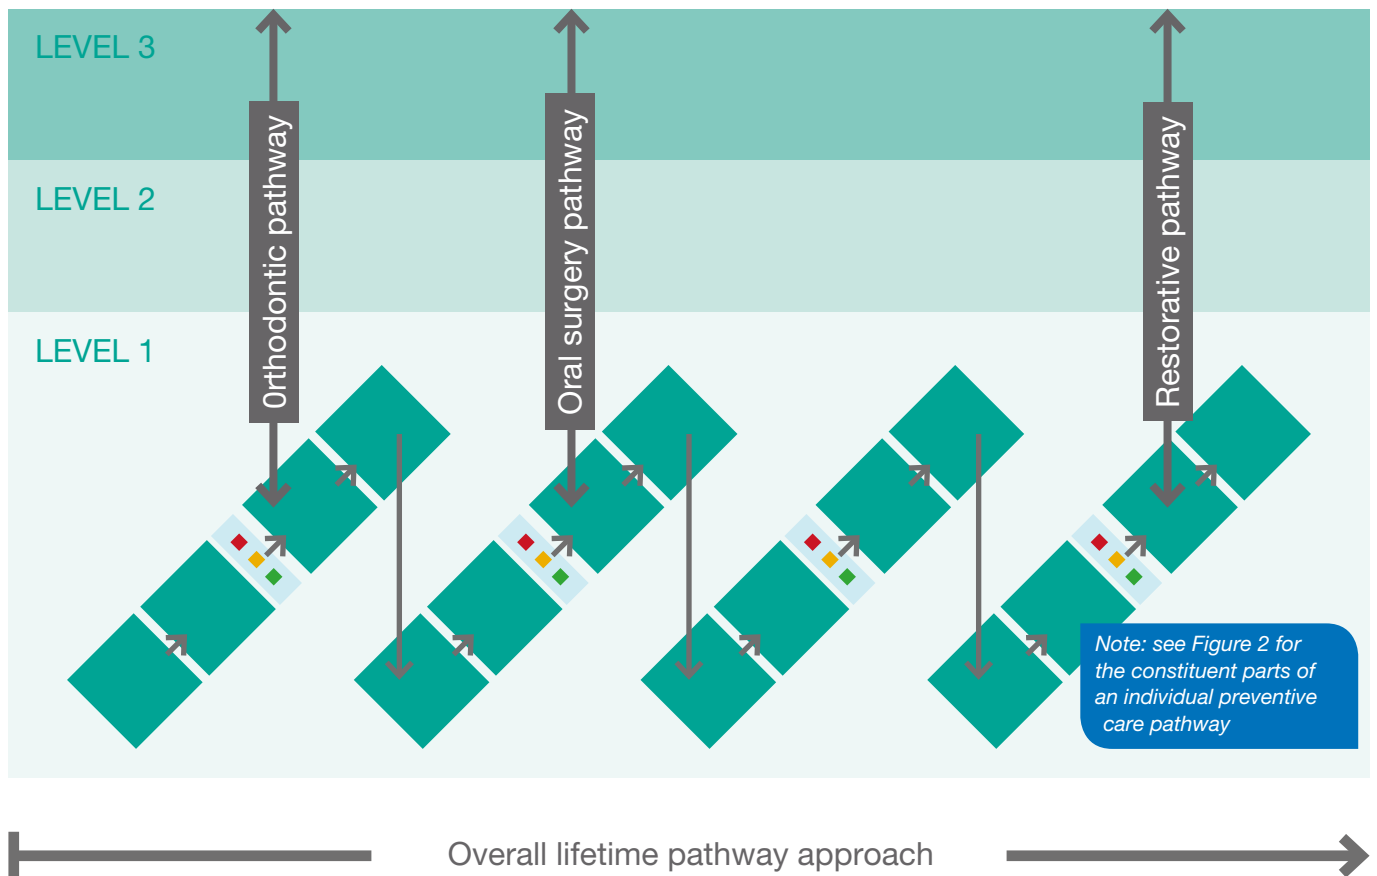 LEVEL 3
LEVEL 2
LEVEL 1
0rthodontic pathway
Oral surgery pathway
Restorative pathway
Note: see Figure 2 for
the constituent parts of
an individual preventive
care pathway
Overall lifetime pathway approach